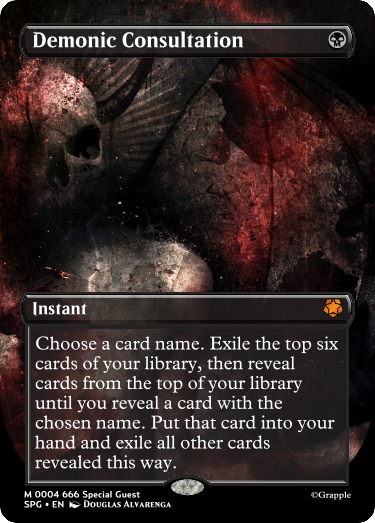 Demonic Consultation
Instant
Choose a card name. Exile the top six
cards of your library, then reveal
cards from the top of your library
until you reveal a card with the
chosen name. Put that card into your
hand and exile all other cards
revealed this way.
M 0004 666 Special Guest
SPG • EN Douglas Alvarenga
©Grapple